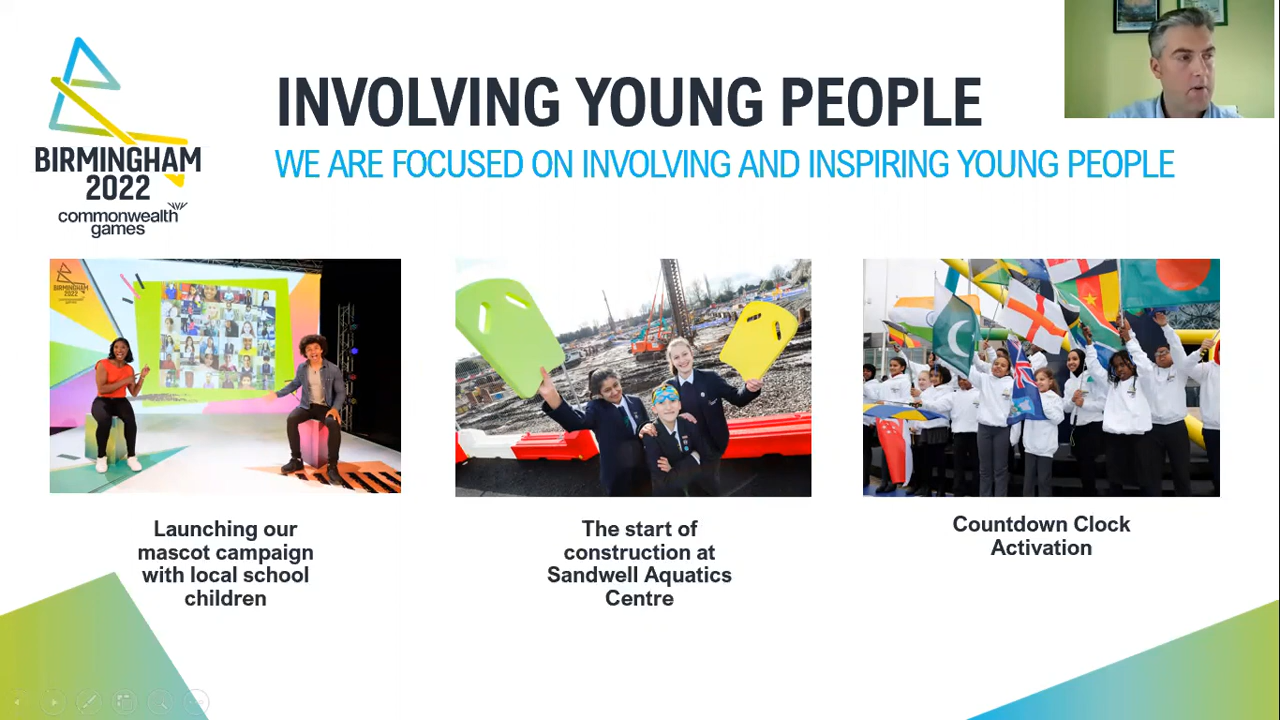 INVOLVING YOUNG PEOPLE
WE ARE FOCUSED ON INVOLVING AND INSPIRING YOUNG PEOPLE
BIRMINGHAM
2022
commonwealth
games
Launching our
mascot campaign
with local school
children
The start of
construction at
Sandwell Aquatics
Centre
Countdown Clock
Activation